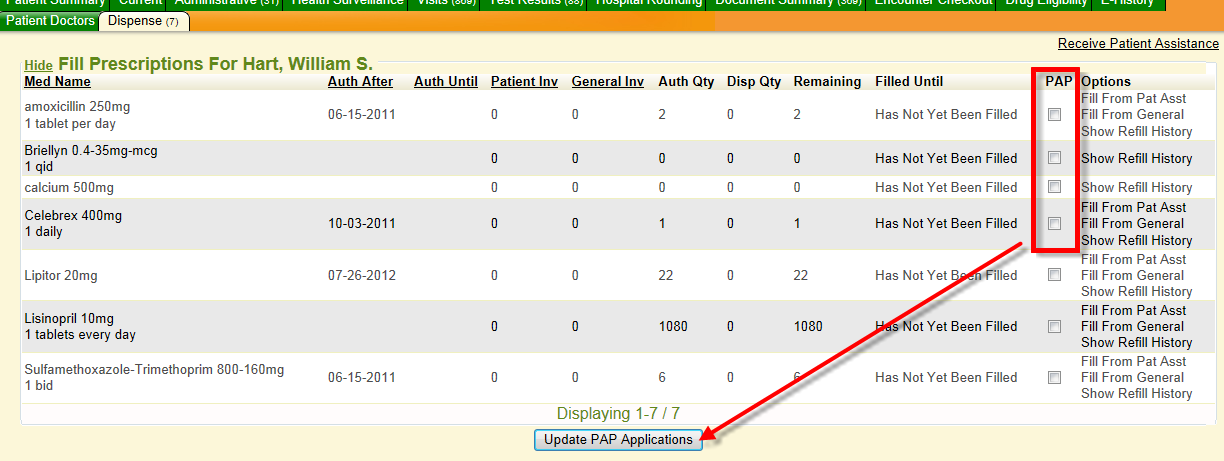 Patient Summary Current Administrative (31) Health Surveillance Visits (869) Test Results (88) Hospital Rounding Document Summary (369) Encounter Checkout Drug Eligibility E-History
Patient Doctors Dispense (7)
Receive Patient Assistance
Hide Fill Prescriptions For Hart, William S.
Med Name Auth After Auth Until Patient Inv General Inv Auth Qty Disp Qty Remaining Filled Until PAP Options
amoxicillin 250mg
1 tablet per day
06-15-2011 0 0 2 0 2 Has Not Yet Been Filled
Fill From Pat Asst
Fill From General
Show Refill History
Briellyn 0.4-35mg-mcg
1 qid
0 0 0 0 0 Has Not Yet Been Filled Show Refill History
calcium 500mg 0 0 0 0 0 Has Not Yet Been Filled Show Refill History
Celebrex 400mg
1 daily
10-03-2011 0 0 1 0 1 Has Not Yet Been Filled
Fill From Pat Asst
Fill From General
Show Refill History
Lipitor 20mg 07-26-2012 0 0 22 0 22 Has Not Yet Been Filled
Fill From Pat Asst
Fill From General
Show Refill History
Lisinopril 10mg
1 tablets every day
0 0 1080 0 1080 Has Not Yet Been Filled
Fill From Pat Asst
Fill From General
Show Refill History
Sulfamethoxazole-Trimethoprim 800-160mg
1 bid
06-15-2011 0 0 6 0 6 Has Not Yet Been Filled
Fill From Pat Asst
Fill From General
Show Refill History
Displaying 1-7 / 7
Update PAP Applications